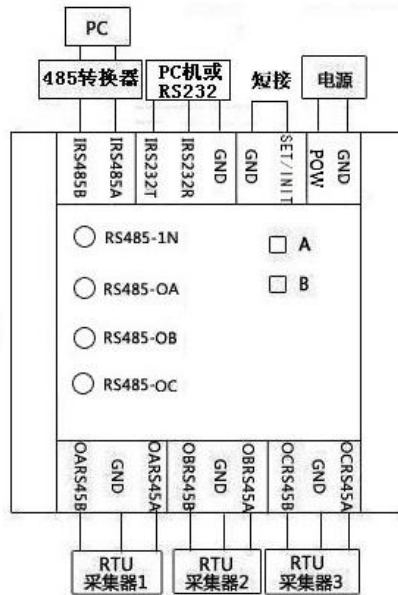 PC
485转换器
PC机或
RS232
短接
电源
IRS485B
IRS485A
IRS232T
IRS232R
GND
GND
SET/INIT
POW
GND
RS485-1N
A
RS485-OA
B
RS485-OB
RS485-OC
OARS45B
GND
OARS45A
OBRS45B
GND
OBRS45A
OCRS45B
GND
OCRS45A
RTU
采集器1
RTU
采集器2
RTU
采集器3